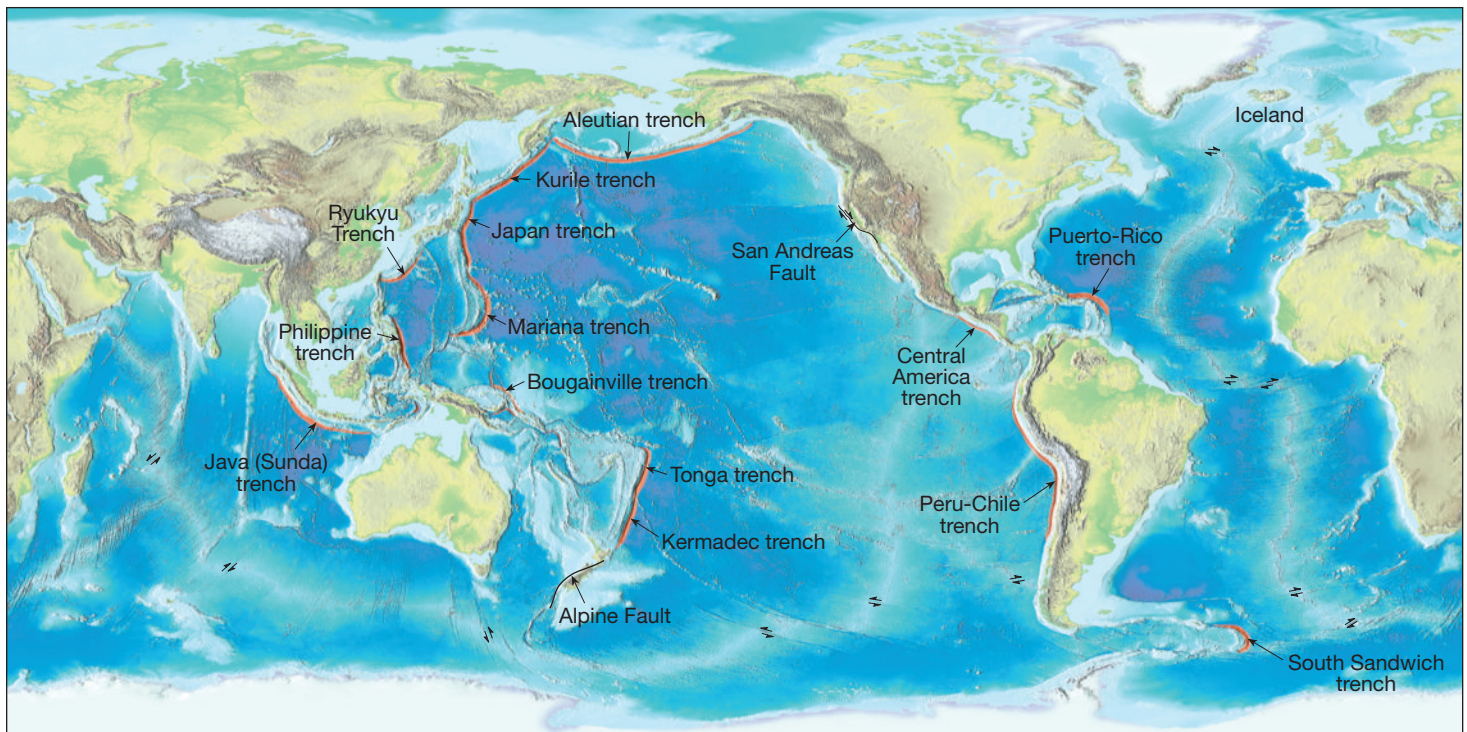 Iceland
Aleutian trench
Kurile trench
Ryukyu
Trench
Japan trench
San Andreas
Fault
Puerto-Rico
trench
Philippine
trench
Mariana trench
Central
America
trench
Bougainville trench
Java (Sunda)
trench
Tonga trench
Peru-Chile
trench
Kermadec trench
Alpine Fault
South Sandwich
trench